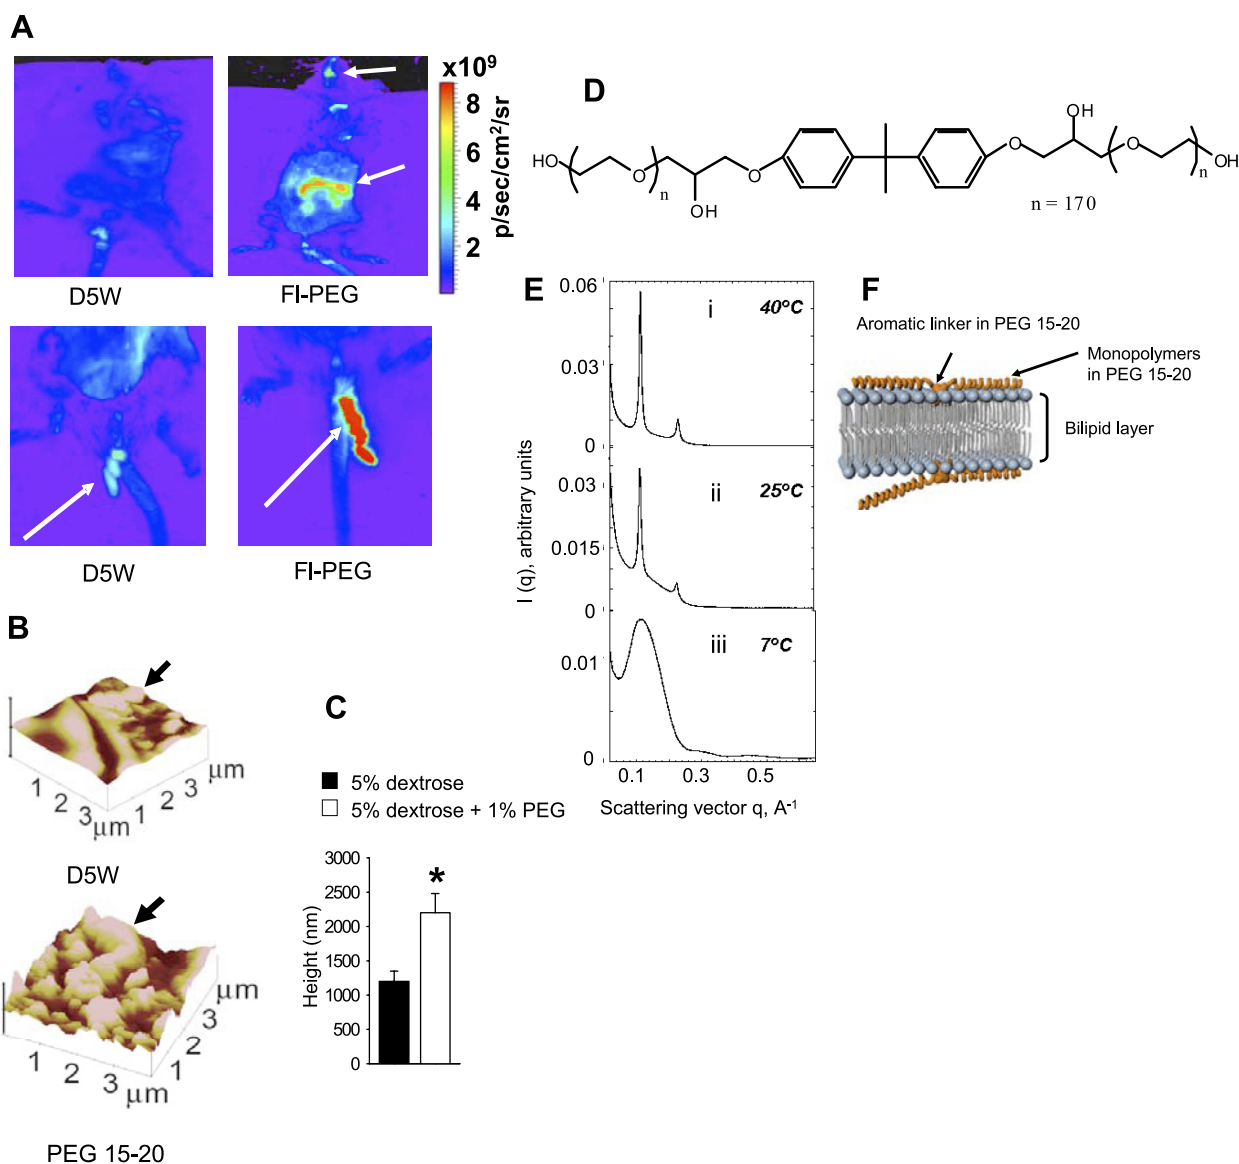 A
x10⁹
8
6
4
2
p/sec/cm²/sr
D5W
FI-PEG
D5W
FI-PEG
B
1
2
3
μm
1
2
3
μm
D5W
1
2
3
μm
1
2
3
μm
PEG 15-20
C
5% dextrose
5% dextrose + 1% PEG
3000
2500
2000
1500
1000
500
0
Height (nm)
*
D
HO
O
n
OH
O
O
OH
O
n
OH
n = 170
E
0.06
0.03
0
i
40°C
0.03
0.015
0
ii
25°C
0.01
0
iii
7°C
0.1
0.3
0.5
I (q), arbitrary units
Scattering vector q, A⁻¹
F
Aromatic linker in PEG 15-20
Monopolymers
in PEG 15-20
Bilipid layer